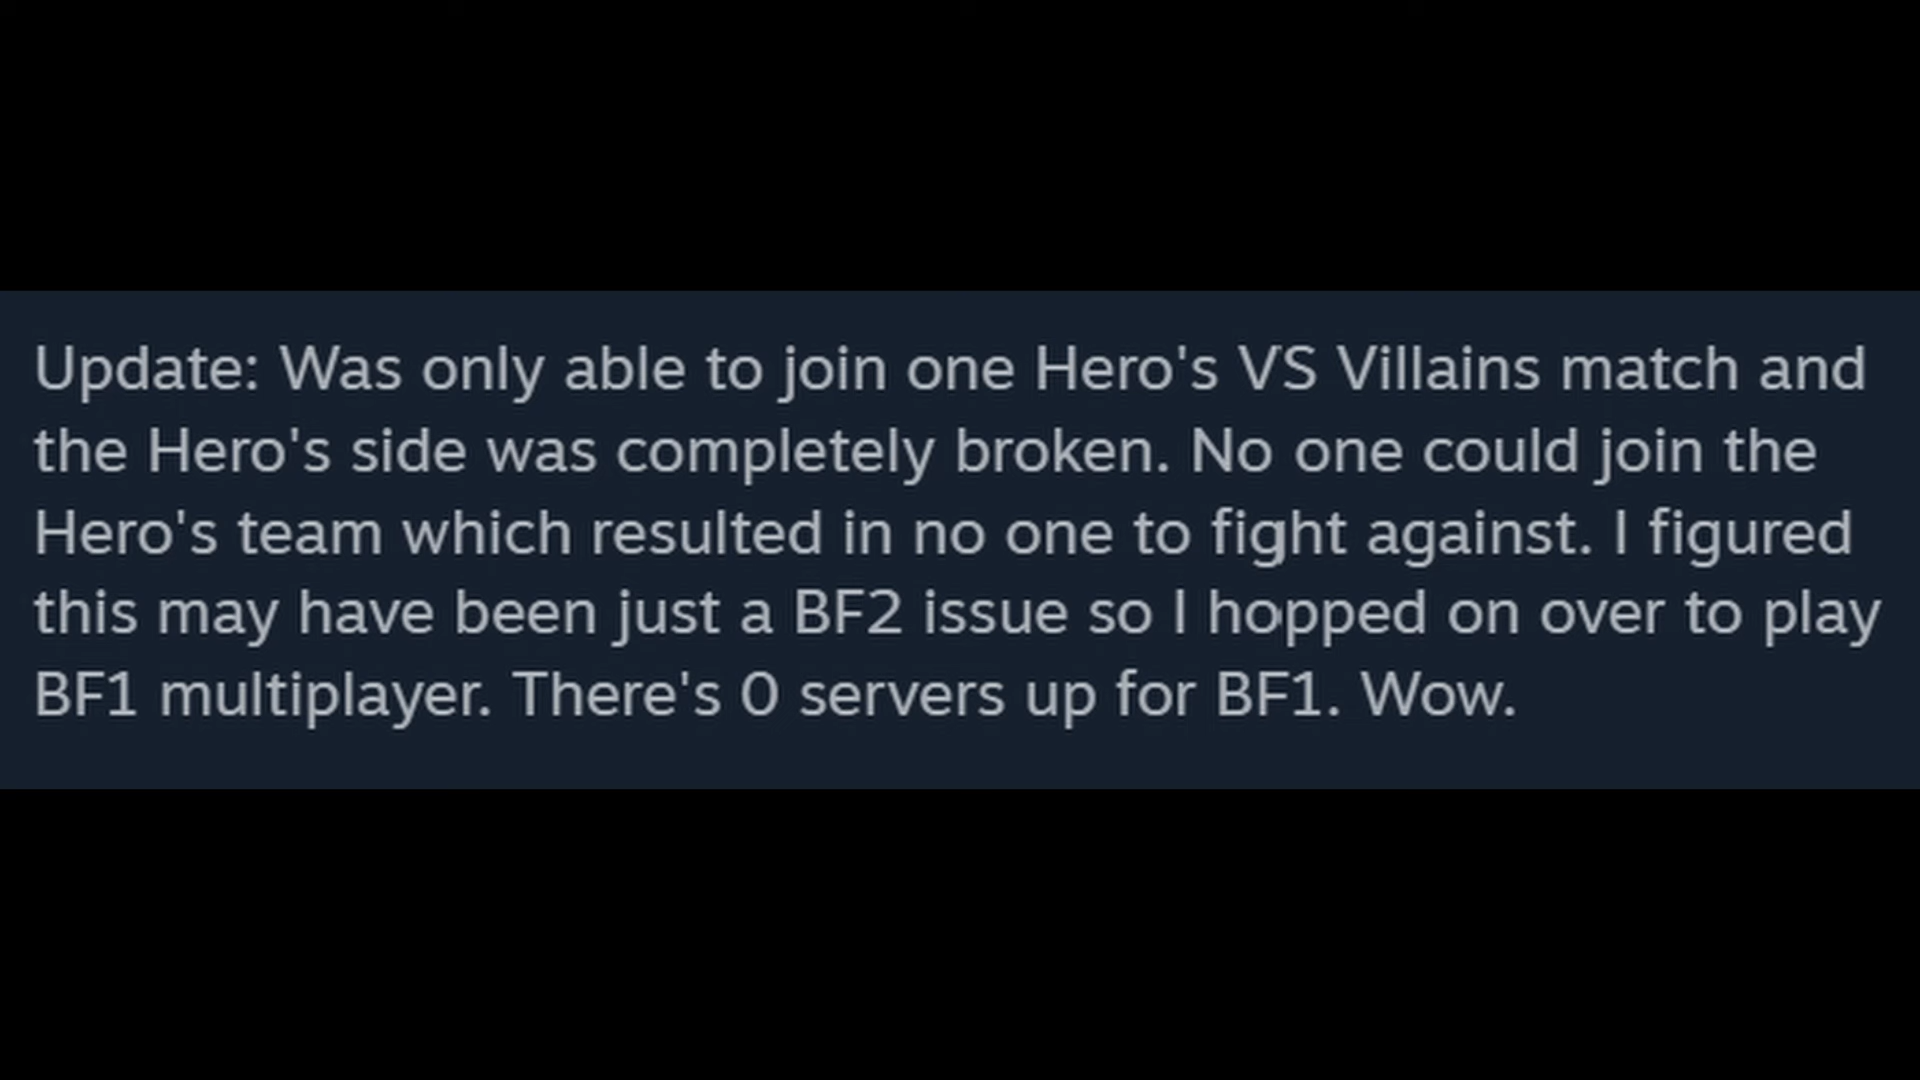 Update: Was only able to join one Hero's VS Villains match and
the Hero's side was completely broken. No one could join the
Hero's team which resulted in no one to fight against. I figured
this may have been just a BF2 issue so I hopped on over to play
BF1 multiplayer. There's 0 servers up for BF1. Wow.